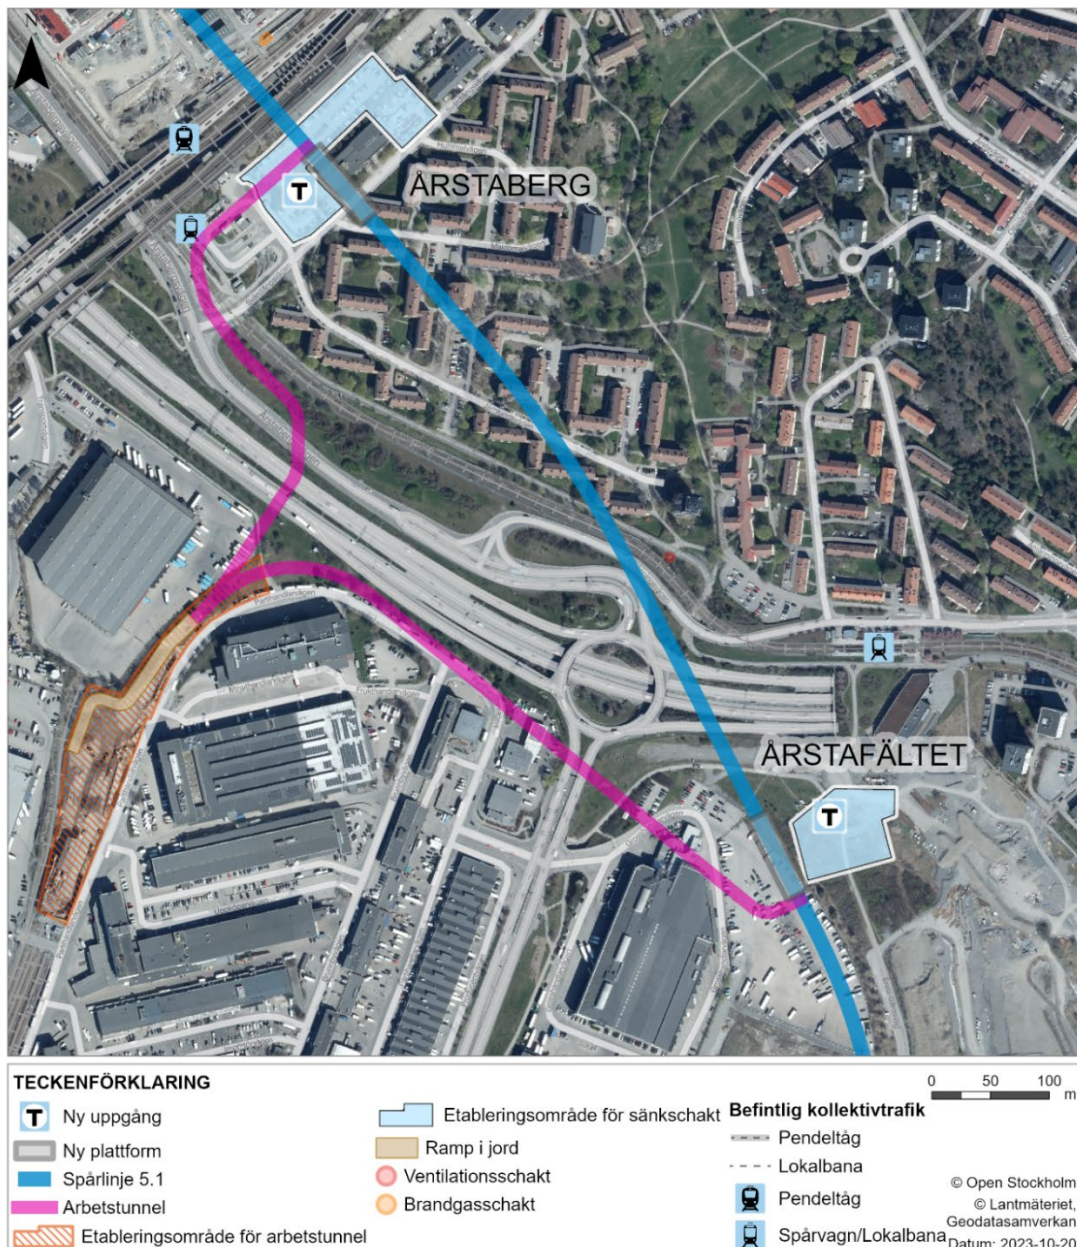 N
ÅRSTABERG
T
Partihandlarvägen
Frukthandlarvägen
ÅRSTAFÄLTET
T
TECKENFÖRKLARING
T Ny uppgång
Ny plattform
Spårlinje 5.1
Arbetstunnel
Etableringsområde för arbetstunnel
Etableringsområde för sänkschakt
Ramp i jord
Ventilationsschakt
Brandgasschakt
0 50 100
m
Befintlig kollektivtrafik
Pendeltåg
Lokalbana
Pendeltåg
Spårvagn/Lokalbana
© Open Stockholm
© Lantmäteriet,
Geodatasamverkan
Datum: 2023-10-20